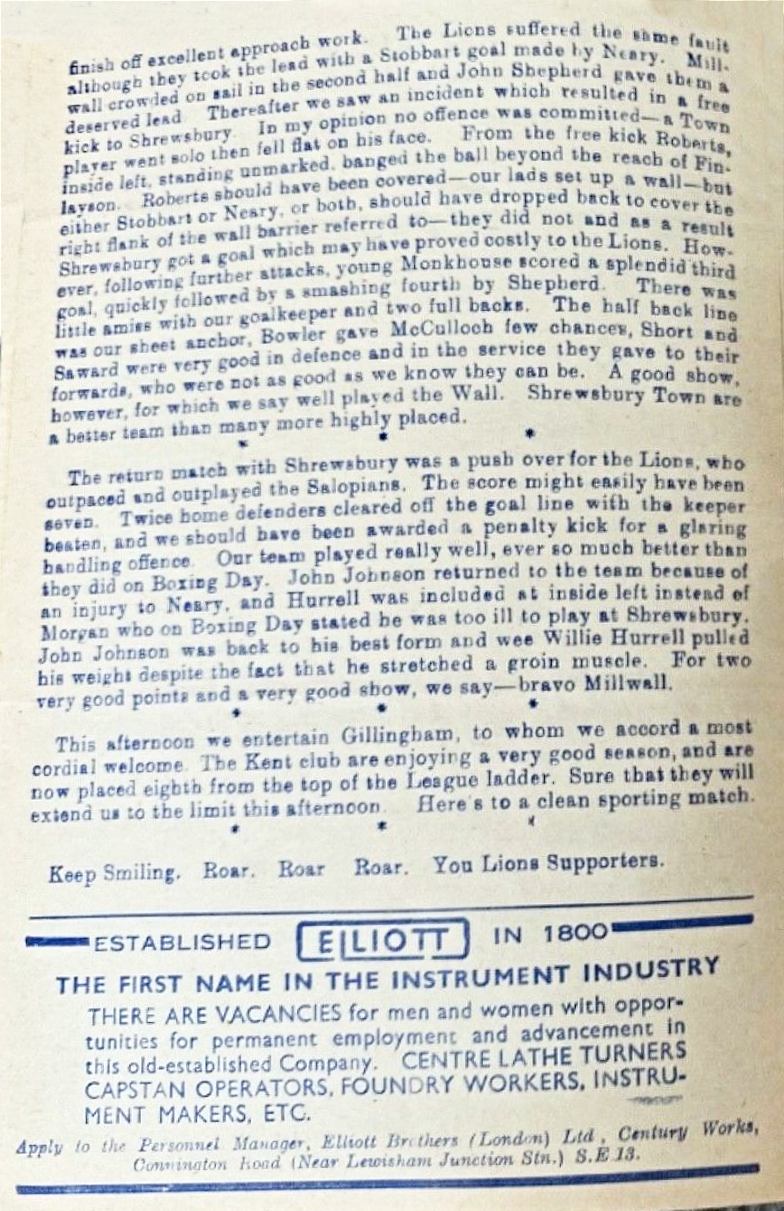 finish off excellent approach work. The Lions suffered the same fault
although they took the lead with a Stobbart goal made by Neary. Mill-
wall crowded on sail in the second half and John Shepherd gave them a
deserved lead Thereafter we saw an incident which resulted in a free
kick to Shrewsbury. In my opinion no offence was committed—a Town
player went solo then fell flat on his face. From the free kick Roberts,
inside left, standing unmarked, banged the ball beyond the reach of Fin-
layson. Roberts should have been covered—our lads set up a wall—but
either Stobbart or Neary, or both, should have dropped back to cover the
right flank of the wall barrier referred to—they did not and as a result
Shrewsbury got a goal which may have proved costly to the Lions. How-
ever, following further attacks, young Monkhouse scored a splendid third
goal, quickly followed by a smashing fourth by Shepherd. There was
little amiss with our goalkeeper and two full backs. The half back line
was our sheet anchor, Bowler gave McCulloch few chances, Short and
Saward were very good in defence and in the service they gave to their
forwards, who were not as good as we know they can be. A good show,
however, for which we say well played the Wall. Shrewsbury Town are
a better team than many more highly placed.
* * *
The return match with Shrewsbury was a push over for the Lions, who
outpaced and outplayed the Salopians. The score might easily have been
seven. Twice home defenders cleared off the goal line with the keeper
beaten, and we should have been awarded a penalty kick for a glaring
handling offence. Our team played really well, ever so much better than
they did on Boxing Day. John Johnson returned to the team because of
an injury to Neary, and Hurrell was included at inside left instead of
Morgan who on Boxing Day stated he was too ill to play at Shrewsbury.
John Johnson was back to his best form and wee Willie Hurrell pulled
his weight despite the fact that he stretched a groin muscle. For two
very good points and a very good show, we say—bravo Millwall.
* * *
This afternoon we entertain Gillingham, to whom we accord a most
cordial welcome. The Kent club are enjoying a very good season, and are
now placed eighth from the top of the League ladder. Sure that they will
extend us to the limit this afternoon. Here's to a clean sporting match.
* * *
Keep Smiling. Roar. Roar Roar. You Lions Supporters.
ESTABLISHED ELLIOTT IN 1800
THE FIRST NAME IN THE INSTRUMENT INDUSTRY
THERE ARE VACANCIES for men and women with oppor-
tunities for permanent employment and advancement in
this old-established Company. CENTRE LATHE TURNERS
CAPSTAN OPERATORS, FOUNDRY WORKERS, INSTRU-
MENT MAKERS, ETC.
Apply to the Personnel Manager, Elliott Brothers (London) Ltd, Century Works,
Connington Road (Near Lewisham Junction Stn.) S.E.13.